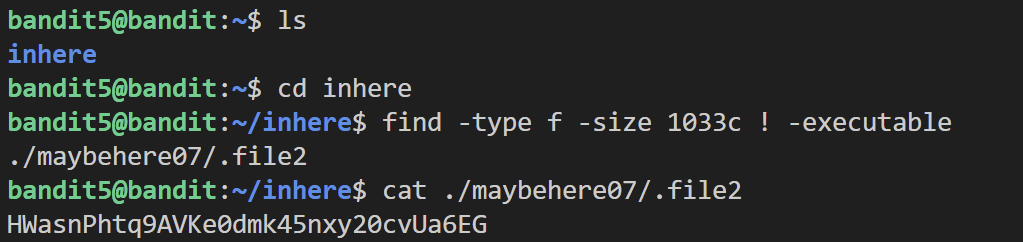 bandit5@bandit:~$ ls
inhere
bandit5@bandit:~$ cd inhere
bandit5@bandit:~/inhere$ find -type f -size 1033c ! -executable
./maybehere07/.file2
bandit5@bandit:~/inhere$ cat ./maybehere07/.file2
HWasnPhtq9AVKe0dmk45nxy20cvUa6EG